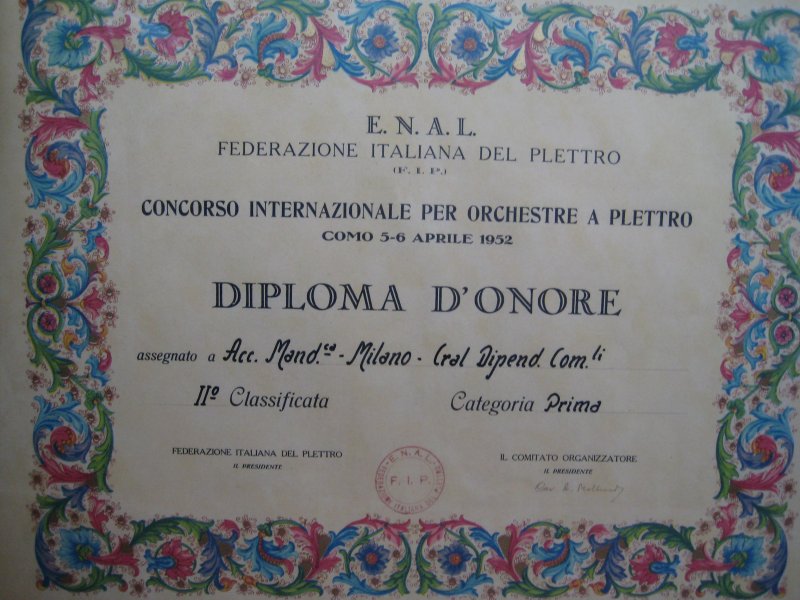 E. N. A. L.
FEDERAZIONE ITALIANA DEL PLETTRO
(F. I. P.)
CONCORSO INTERNAZIONALE PER ORCHESTRE A PLETTRO
COMO 5-6 APRILE 1952
DIPLOMA D'ONORE
assegnato a Acc. Mand.ca - Milano - Cral Dipend. Com.li
IIº Classificata Categoria Prima
FEDERAZIONE ITALIANA DEL PLETTRO
IL PRESIDENTE
E. N. A. L.
F. I. P.
IL COMITATO ORGANIZZATORE
IL PRESIDENTE